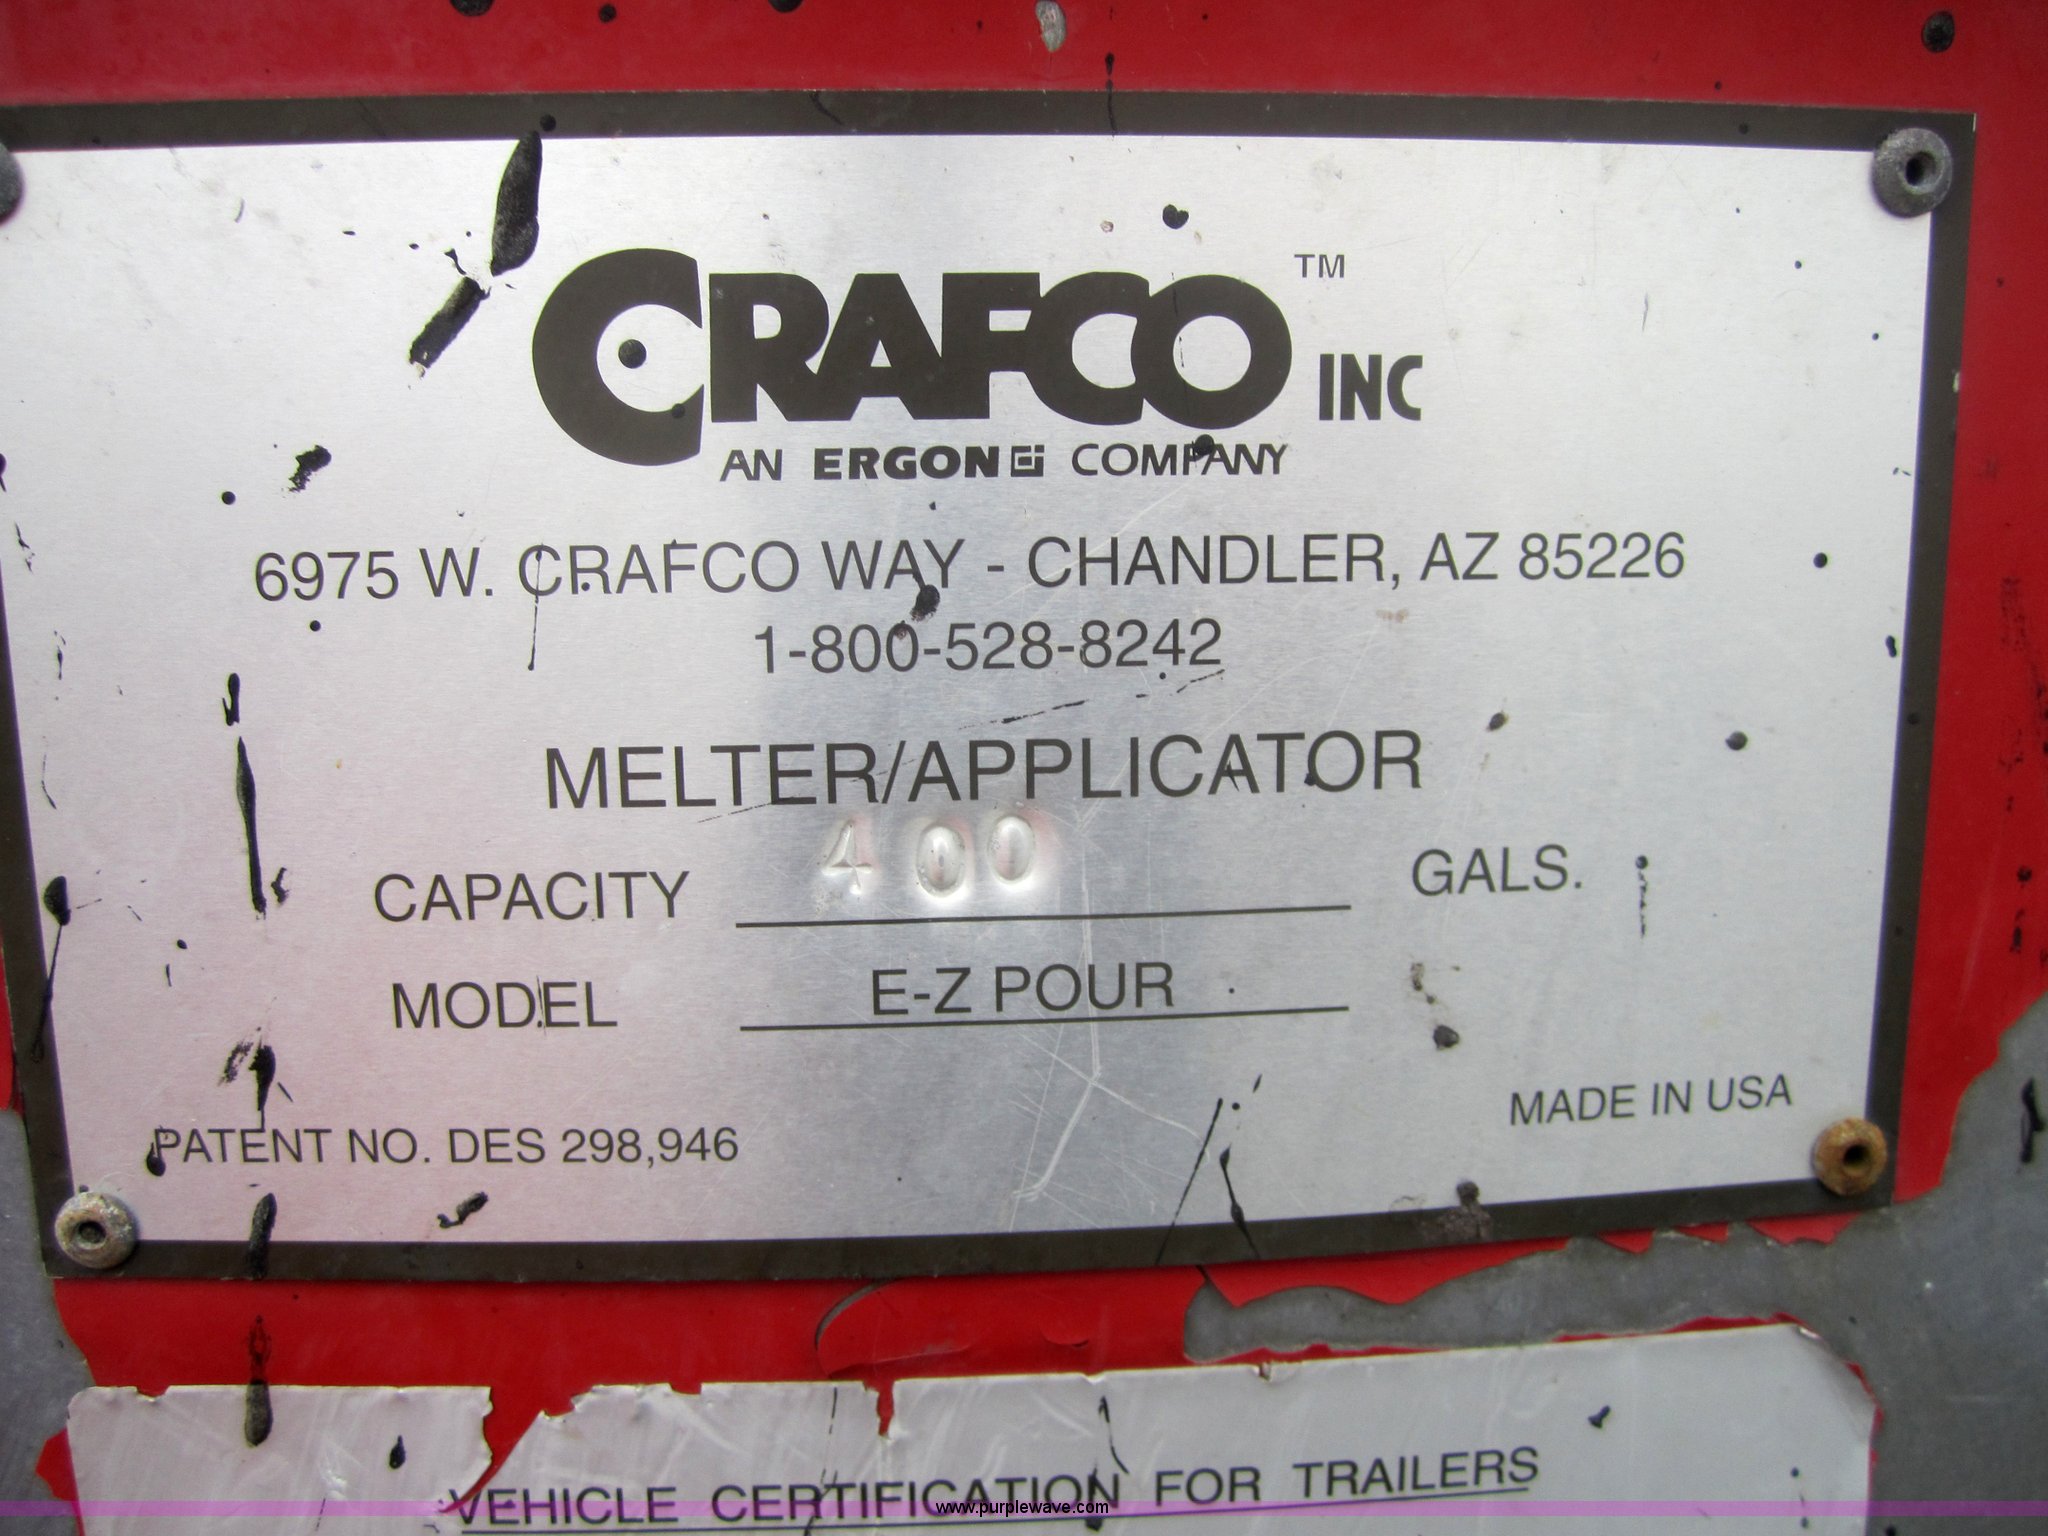 CRAFCO™ INC
AN ERGON COMPANY
6975 W. CRAFCO WAY - CHANDLER, AZ 85226
1-800-528-8242
MELTER/APPLICATOR
CAPACITY 400 GALS.
MODEL E-Z POUR
MADE IN USA
PATENT NO. DES 298,946
VEHICLE CERTIFICATION FOR TRAILERS
www.purplewave.com